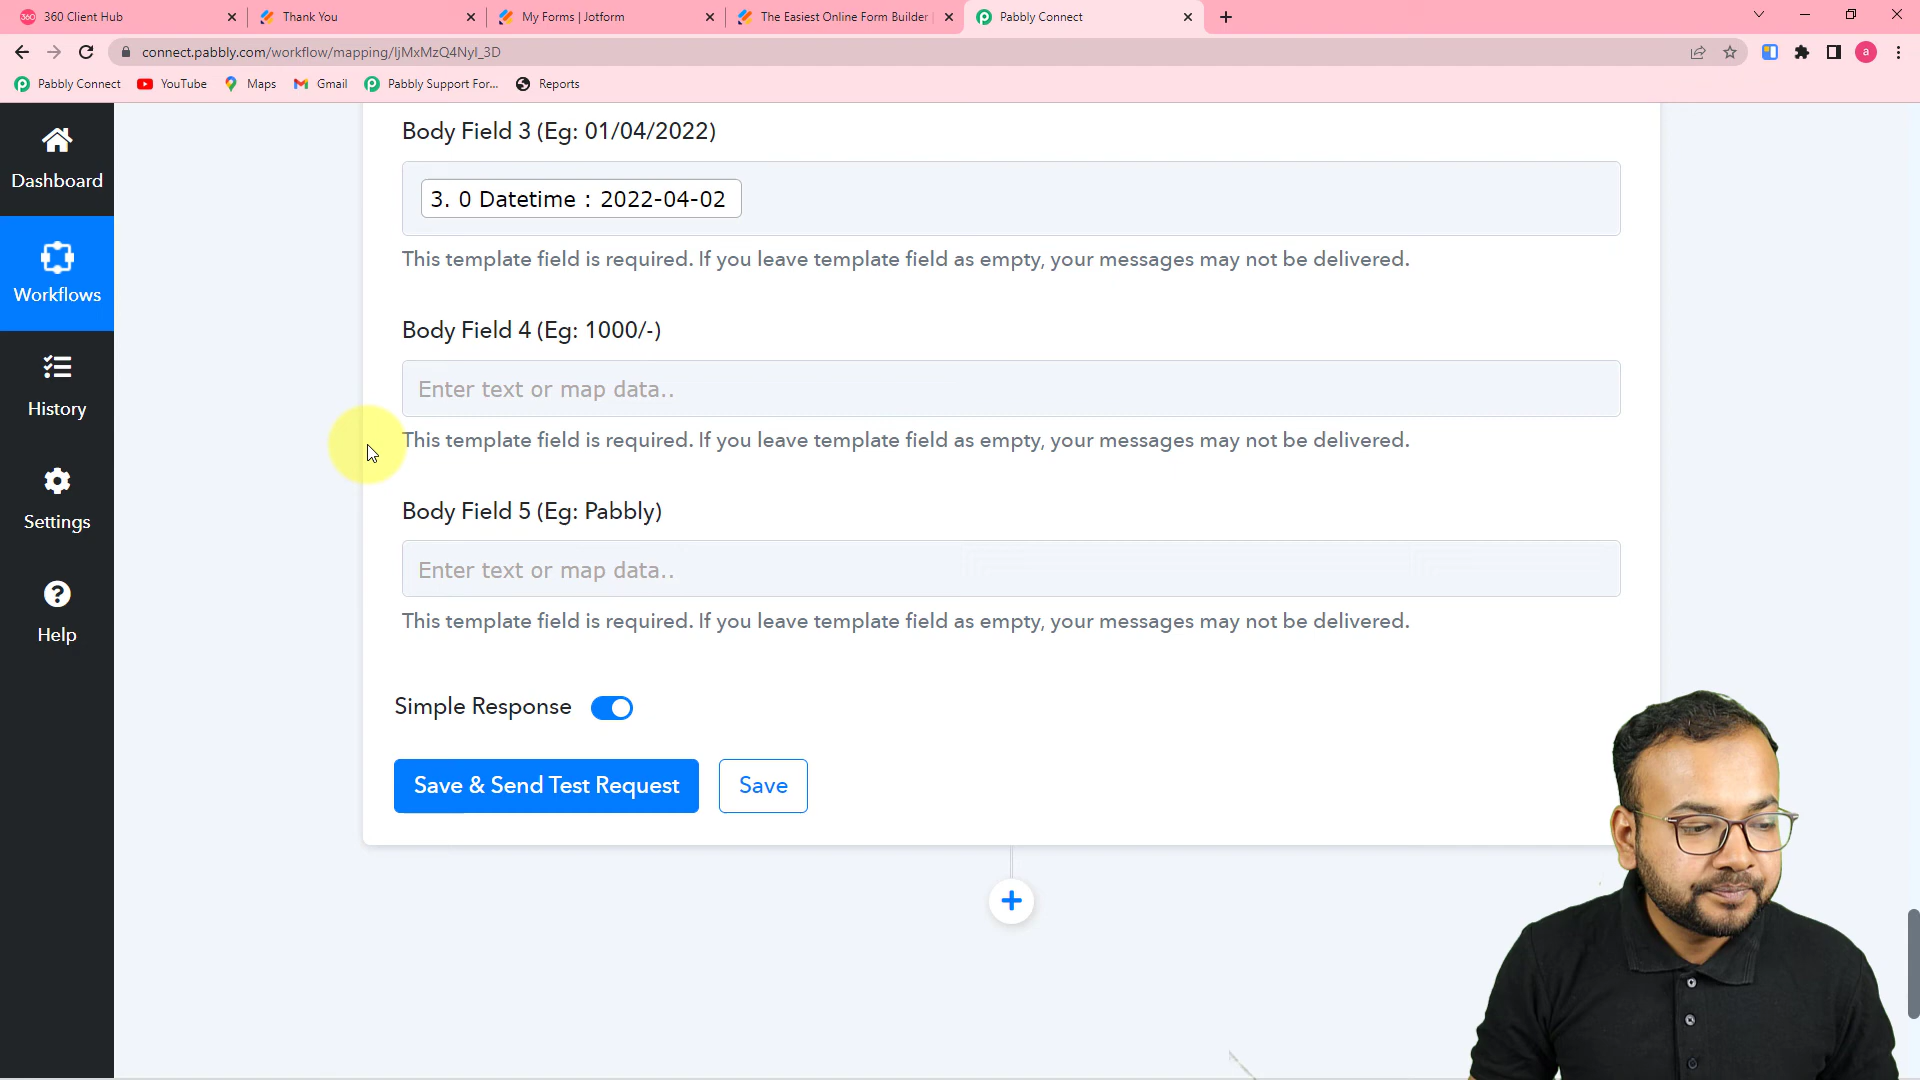 360 Client Hub
Thank You
My Forms | Jotform
The Easiest Online Form Builder
Pabbly Connect
connect.pabbly.com/workflow/mapping/IjMxMzQ4NyI_3D
a
Pabbly Connect
YouTube
Maps
Gmail
Pabbly Support For...
Reports
Dashboard
Workflows
History
Settings
Help
Body Field 3 (Eg: 01/04/2022)
3. 0 Datetime : 2022-04-02
This template field is required. If you leave template field as empty, your messages may not be delivered.
Body Field 4 (Eg: 1000/-)
Enter text or map data..
This template field is required. If you leave template field as empty, your messages may not be delivered.
Body Field 5 (Eg: Pabbly)
Enter text or map data..
This template field is required. If you leave template field as empty, your messages may not be delivered.
Simple Response
Save & Send Test Request
Save